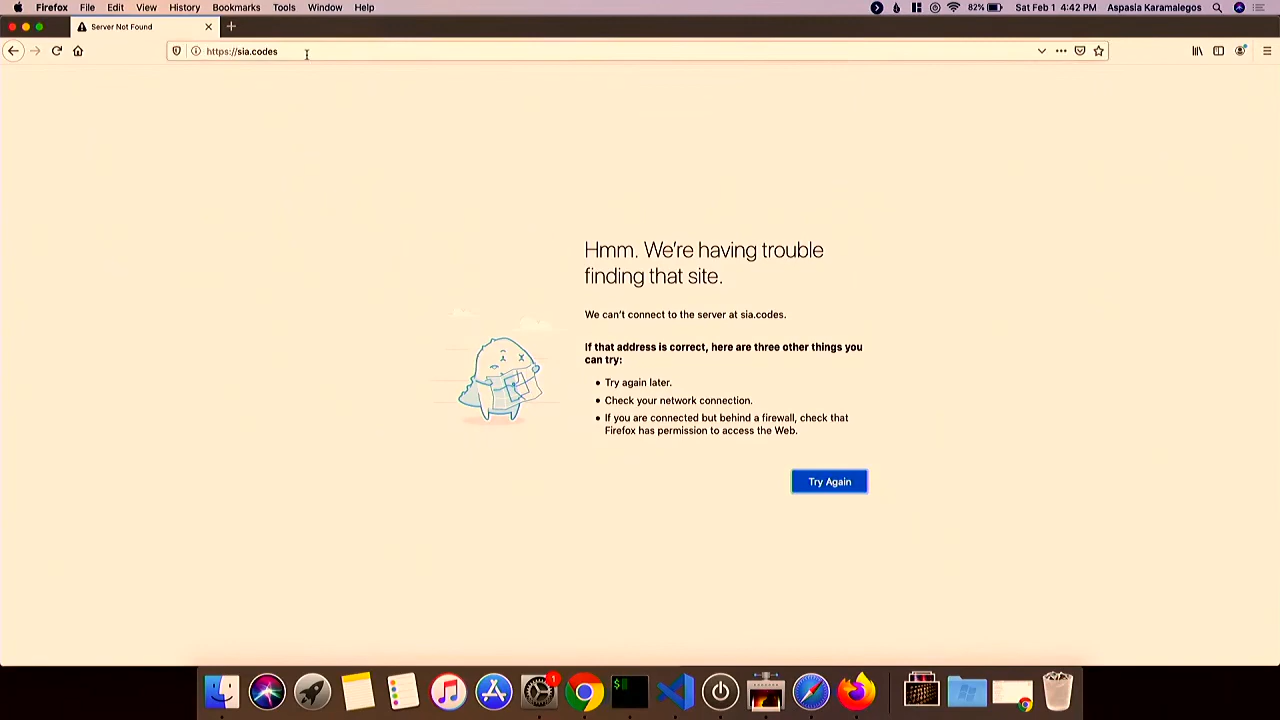 Firefox File Edit View History Bookmarks Tools Window Help 82% Sat Feb 1 4:42 PM Aspasia Karamalegos
Server Not Found
https://sia.codes
Hmm. We're having trouble
finding that site.
We can't connect to the server at sia.codes.
If that address is correct, here are three other things you
can try:
• Try again later.
• Check your network connection.
• If you are connected but behind a firewall, check that
Firefox has permission to access the Web.
Try Again
1
$